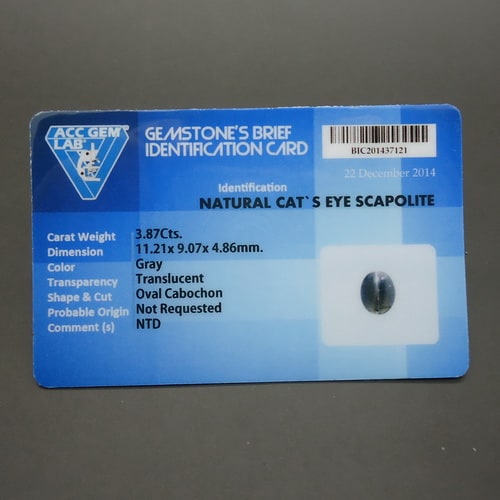 ACC GEM
LAB
GEMSTONE'S BRIEF
IDENTIFICATION CARD
BIC201437121
22 December 2014
Identification
NATURAL CAT`S EYE SCAPOLITE
Carat Weight 3.87Cts.
Dimension 11.21x 9.07x 4.86mm.
Color Gray
Transparency Translucent
Shape & Cut Oval Cabochon
Probable Origin Not Requested
Comment (s) NTD